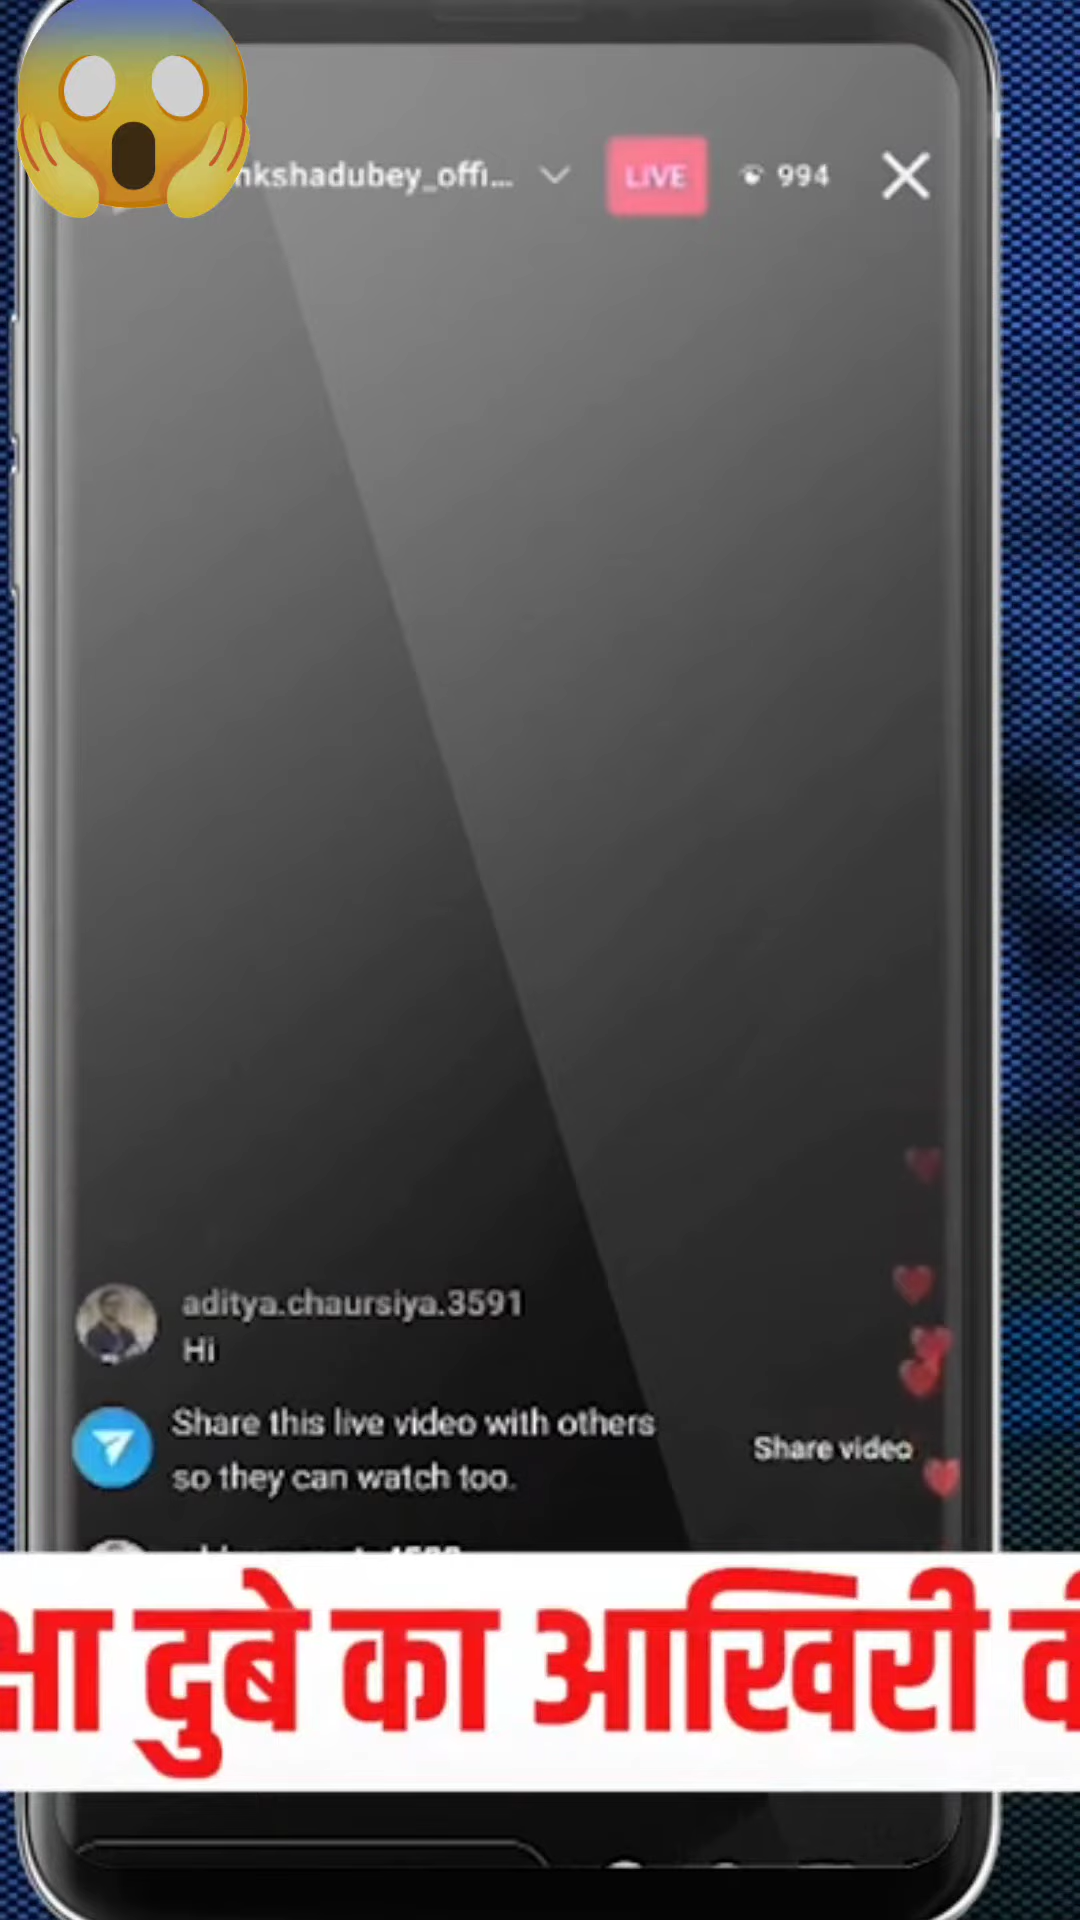 nkshadubey_offi... LIVE 994
aditya.chaursiya.3591
Hi
Share this live video with others
so they can watch too.
Share video
क्षा दुबे का आखिरी